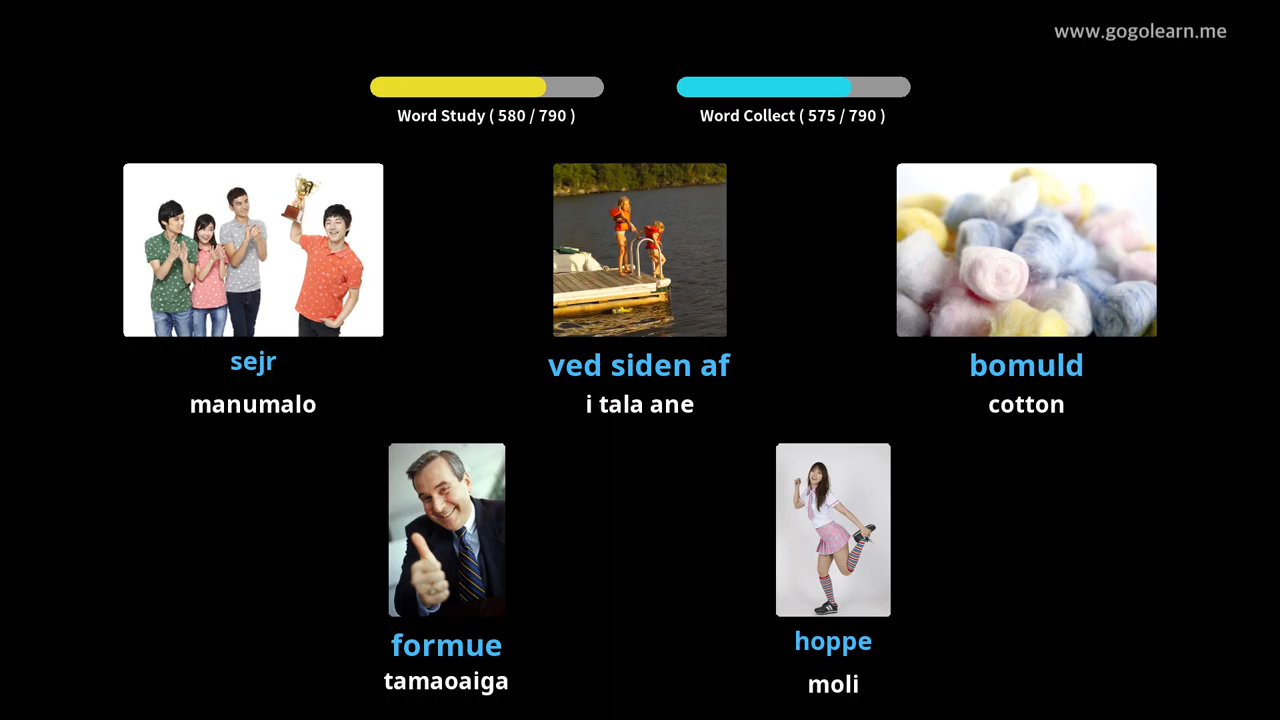 www.gogolearn.me
Word Study ( 580 / 790 )
Word Collect ( 575 / 790 )
sejr
ved siden af
bomuld
manumalo
i tala ane
cotton
formue
hoppe
tamaoaiga
moli